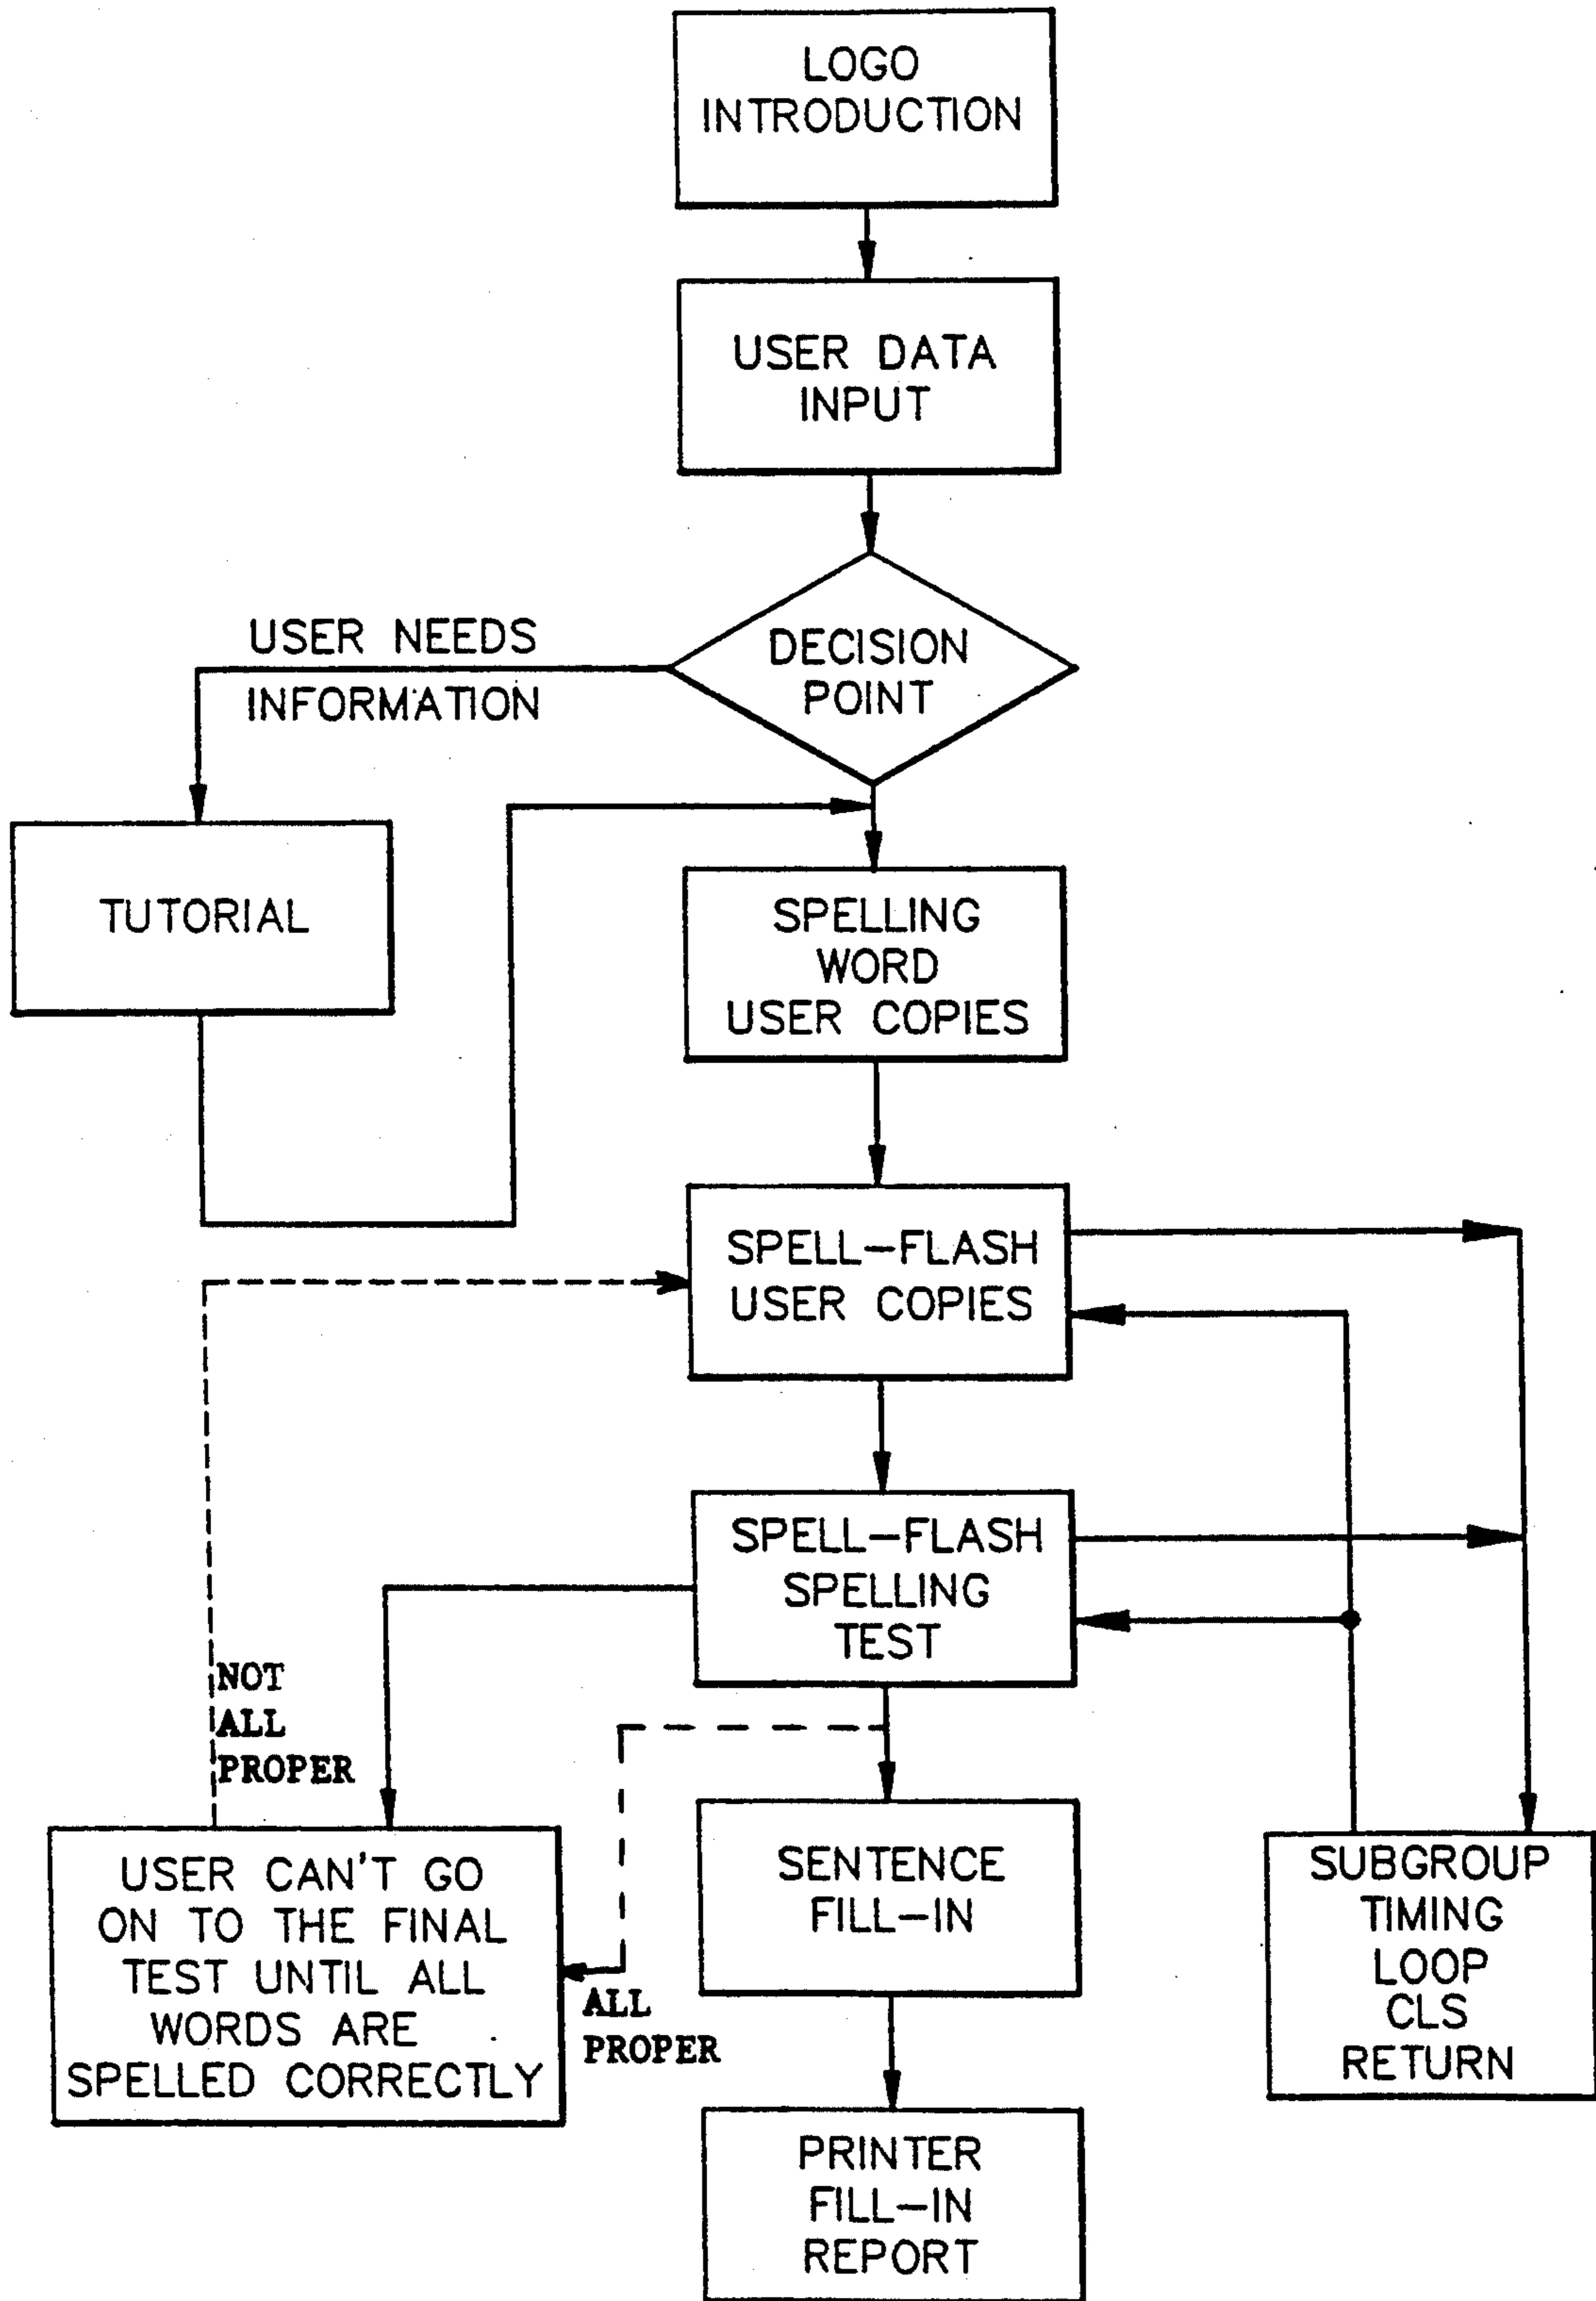 LOGO
INTRODUCTION
USER DATA
INPUT
DECISION
POINT
USER NEEDS
INFORMATION
TUTORIAL
SPELLING
WORD
USER COPIES
SPELL-FLASH
USER COPIES
SPELL-FLASH
SPELLING
TEST
NOT
ALL
PROPER
USER CAN'T GO
ON TO THE FINAL
TEST UNTIL ALL
WORDS ARE
SPELLED CORRECTLY
ALL
PROPER
SENTENCE
FILL-IN
SUBGROUP
TIMING
LOOP
CLS
RETURN
PRINTER
FILL-IN
REPORT